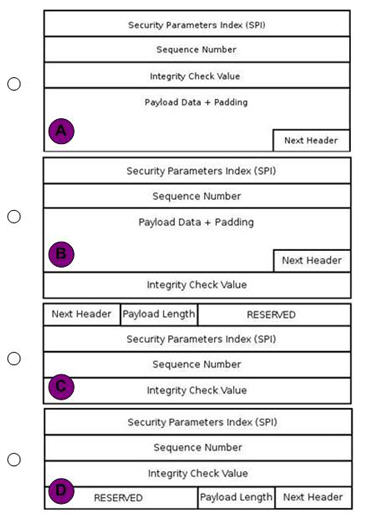 Security Parameters Index (SPI)
Sequence Number
Integrity Check Value
Payload Data + Padding
A
Next Header
Security Parameters Index (SPI)
Sequence Number
Payload Data + Padding
B
Next Header
Integrity Check Value
Next Header Payload Length RESERVED
Security Parameters Index (SPI)
Sequence Number
C Integrity Check Value
Security Parameters Index (SPI)
Sequence Number
Integrity Check Value
D RESERVED Payload Length Next Header